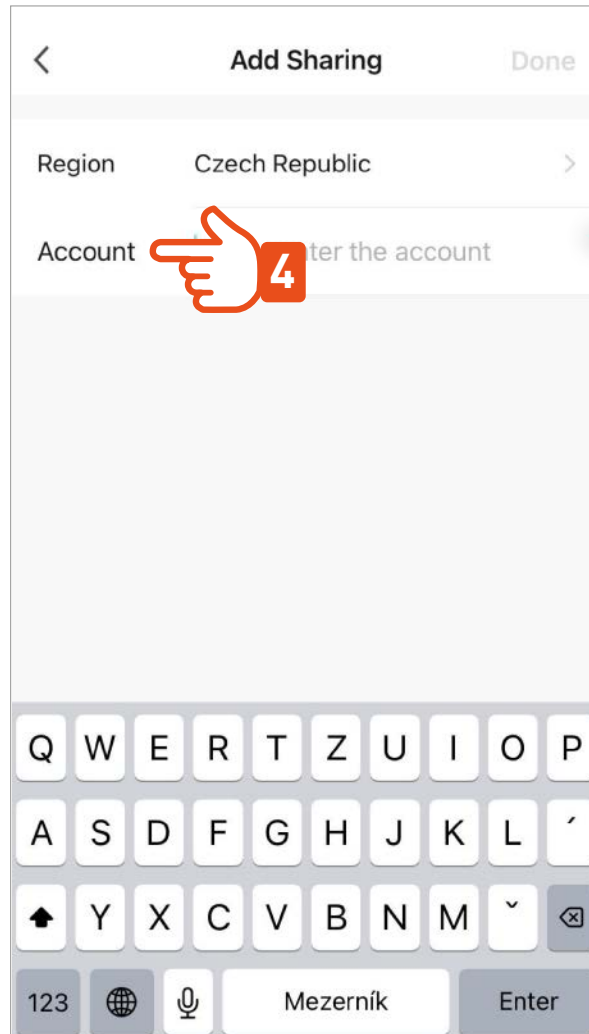 Add Sharing Done
Region Czech Republic
Account 4 ter the account
Q W E R T Z U I O P
A S D F G H J K L ´
Y X C V B N M ˇ
123 Mezerník Enter